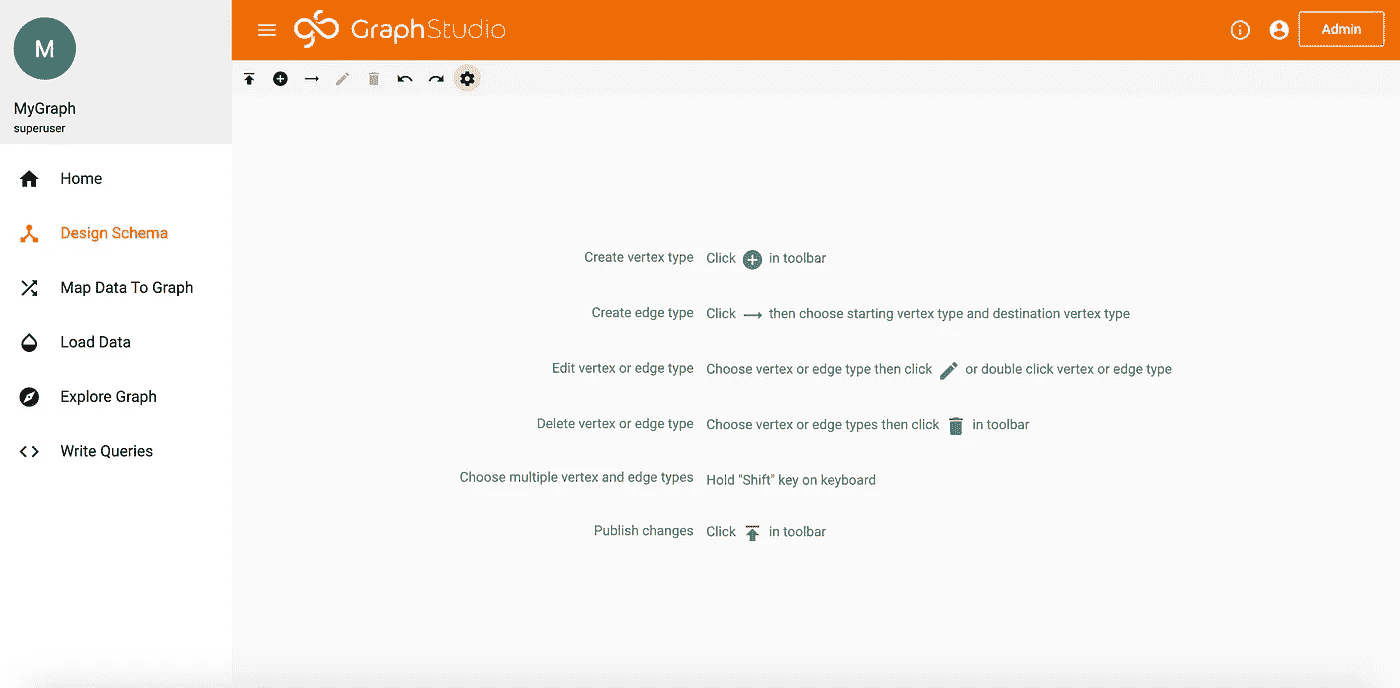 M
MyGraph
superuser
Home
Design Schema
Map Data To Graph
Load Data
Explore Graph
Write Queries
GraphStudio
Admin
Create vertex type Click in toolbar
Create edge type Click then choose starting vertex type and destination vertex type
Edit vertex or edge type Choose vertex or edge type then click or double click vertex or edge type
Delete vertex or edge type Choose vertex or edge types then click in toolbar
Choose multiple vertex and edge types Hold "Shift" key on keyboard
Publish changes Click in toolbar